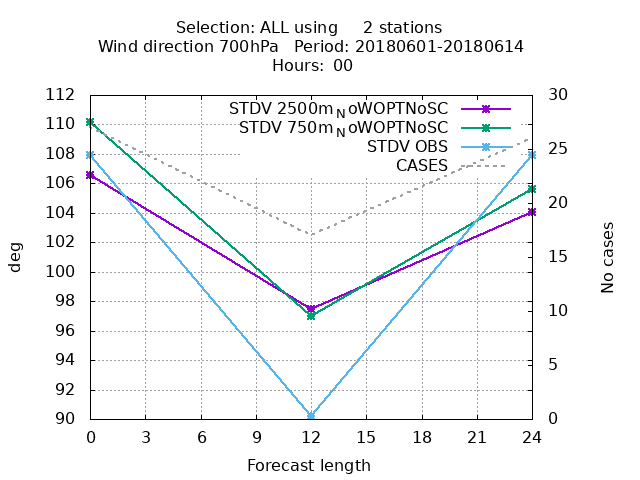 Selection: ALL using 2 stations
Wind direction 700hPa Period: 20180601-20180614
Hours: 00
STDV 2500mNoWOPTNoSC
STDV 750mNoWOPTNoSC
STDV OBS
CASES
112
110
108
106
104
102
100
98
96
94
92
90
deg
30
25
20
15
10
5
0
No cases
0 3 6 9 12 15 18 21 24
Forecast length